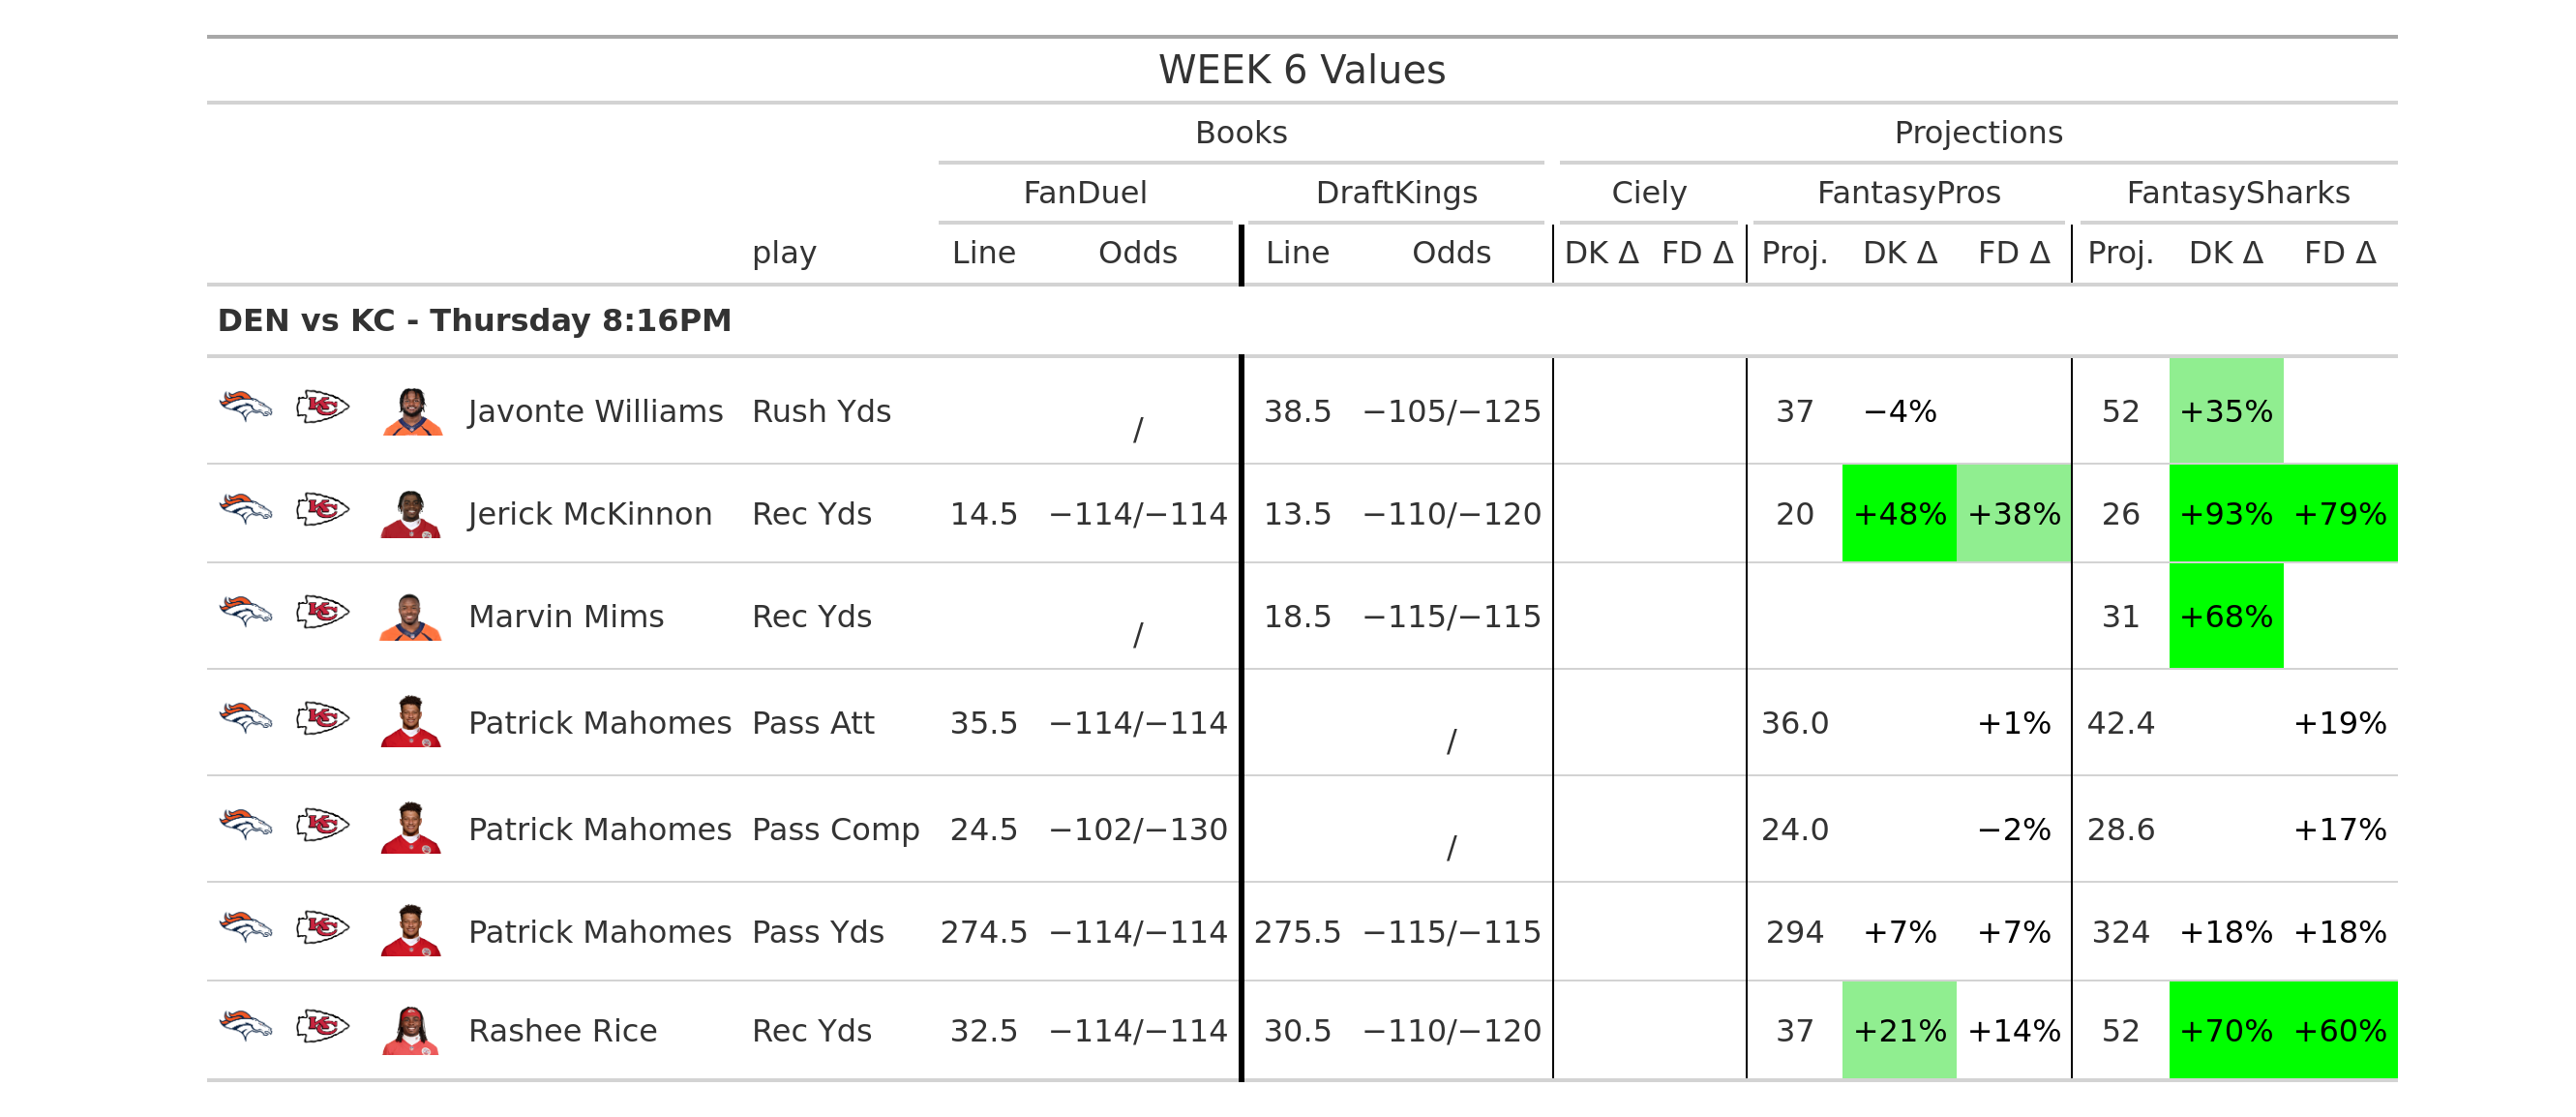 WEEK 6 Values
Books Projections
FanDuel DraftKings Ciely FantasyPros FantasySharks
play Line Odds Line Odds DK Δ FD Δ Proj. DK Δ FD Δ Proj. DK Δ FD Δ
DEN vs KC - Thursday 8:16PM
Javonte Williams Rush Yds / 38.5 −105/−125 37 −4% 52 +35%
Jerick McKinnon Rec Yds 14.5 −114/−114 13.5 −110/−120 20 +48% +38% 26 +93% +79%
Marvin Mims Rec Yds / 18.5 −115/−115 31 +68%
Patrick Mahomes Pass Att 35.5 −114/−114 / 36.0 +1% 42.4 +19%
Patrick Mahomes Pass Comp 24.5 −102/−130 / 24.0 −2% 28.6 +17%
Patrick Mahomes Pass Yds 274.5 −114/−114 275.5 −115/−115 294 +7% +7% 324 +18% +18%
Rashee Rice Rec Yds 32.5 −114/−114 30.5 −110/−120 37 +21% +14% 52 +70% +60%